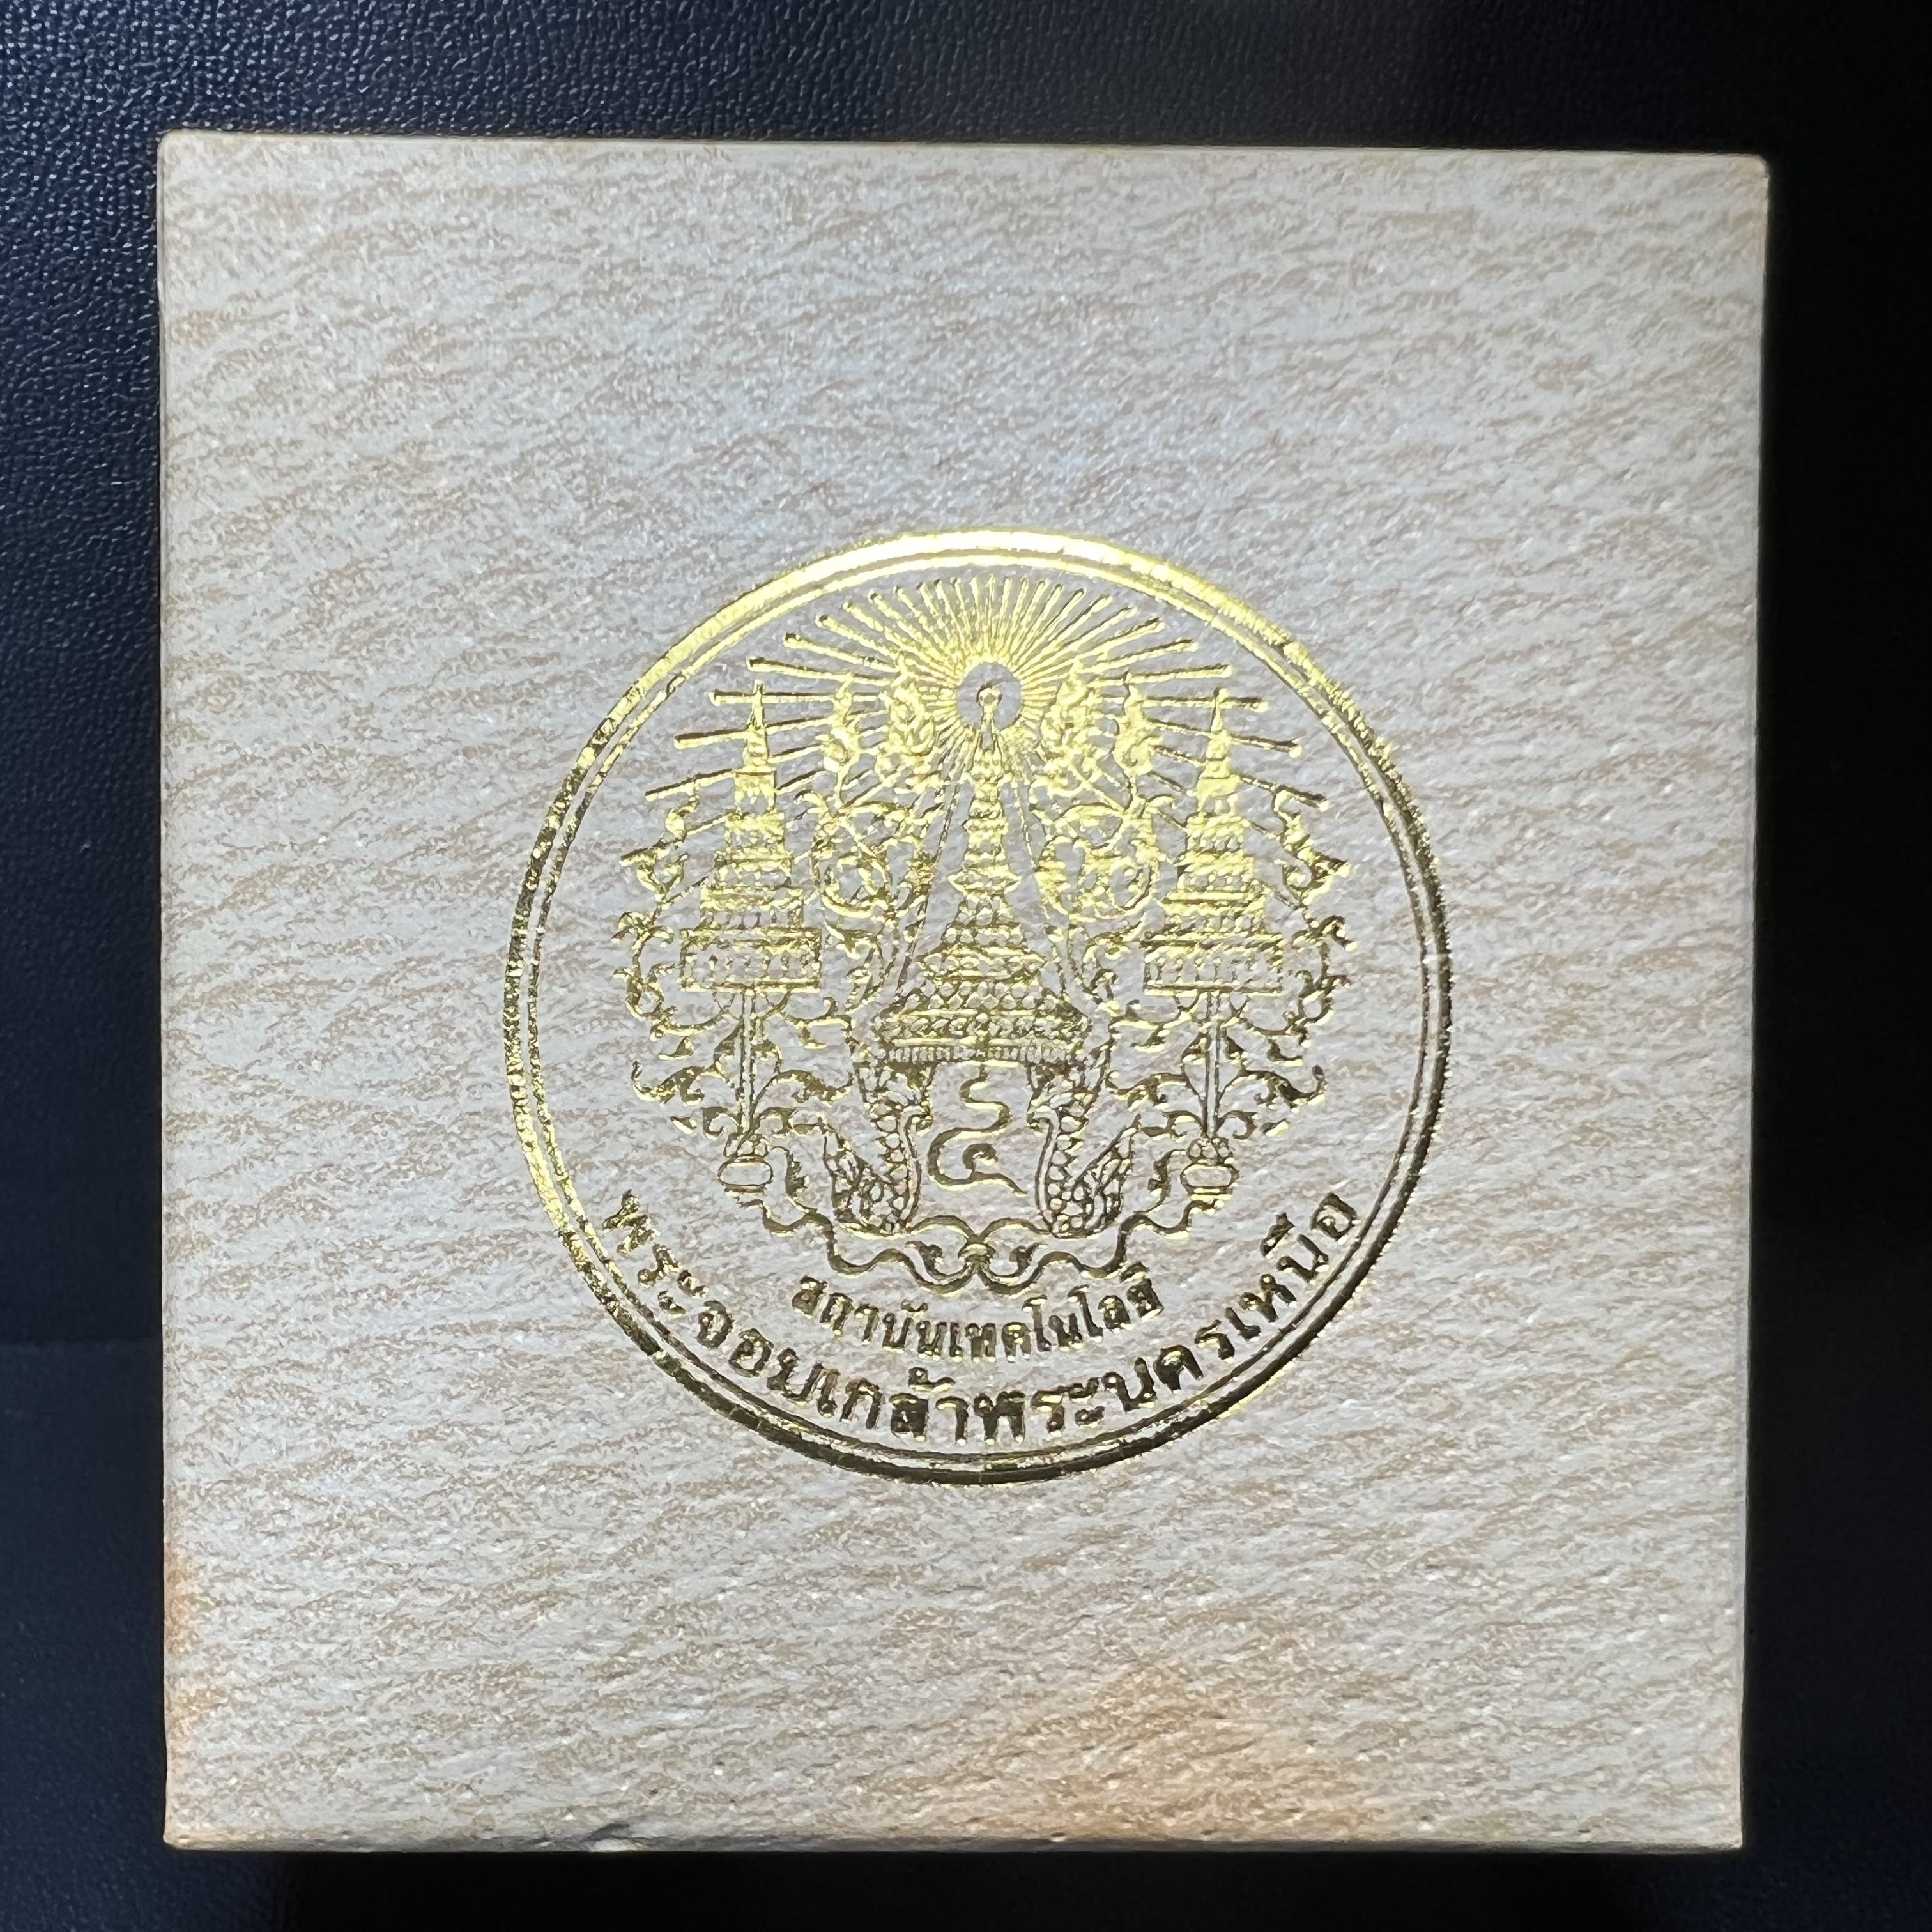 ๔
สถาบันเทคโนโลยี
พระจอมเกล้าพระนครเหนือ